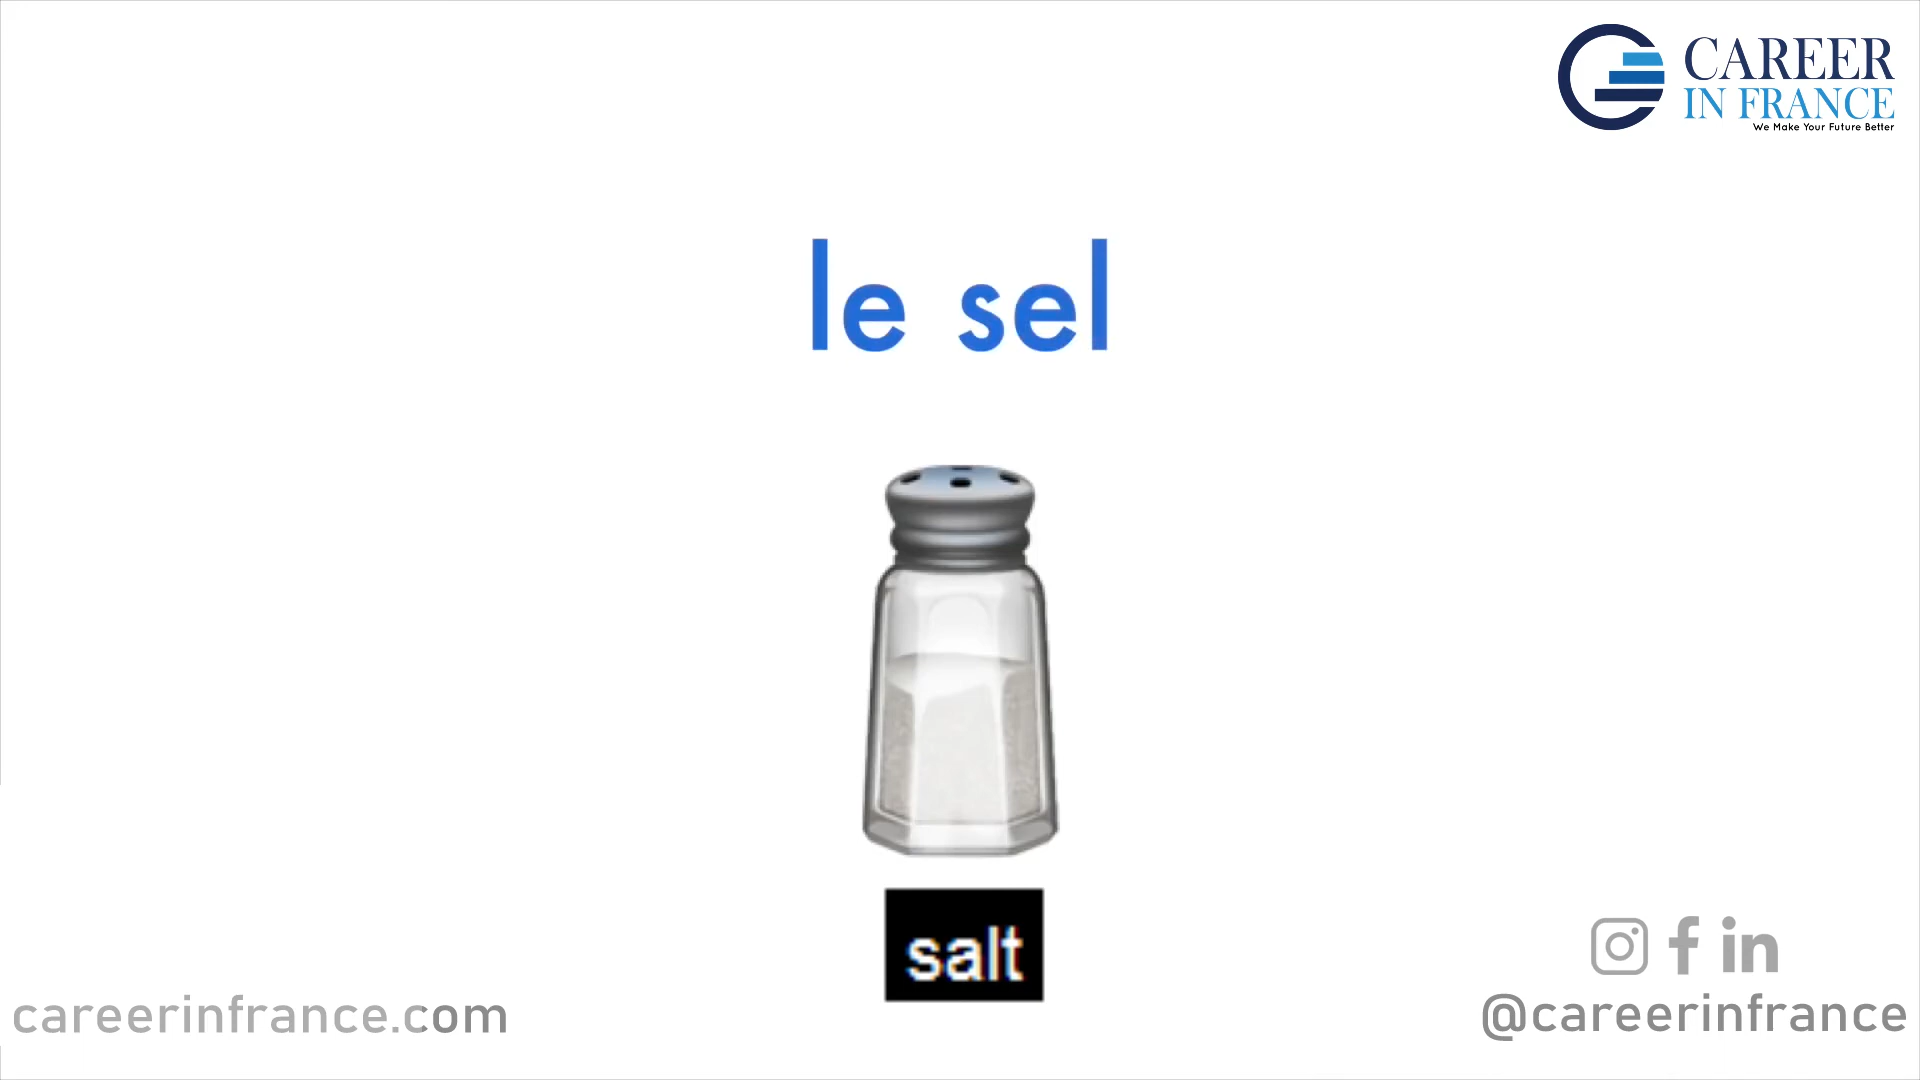 CAREER
IN FRANCE
We Make Your Future Better
le sel
salt
careerinfrance.com
@careerinfrance